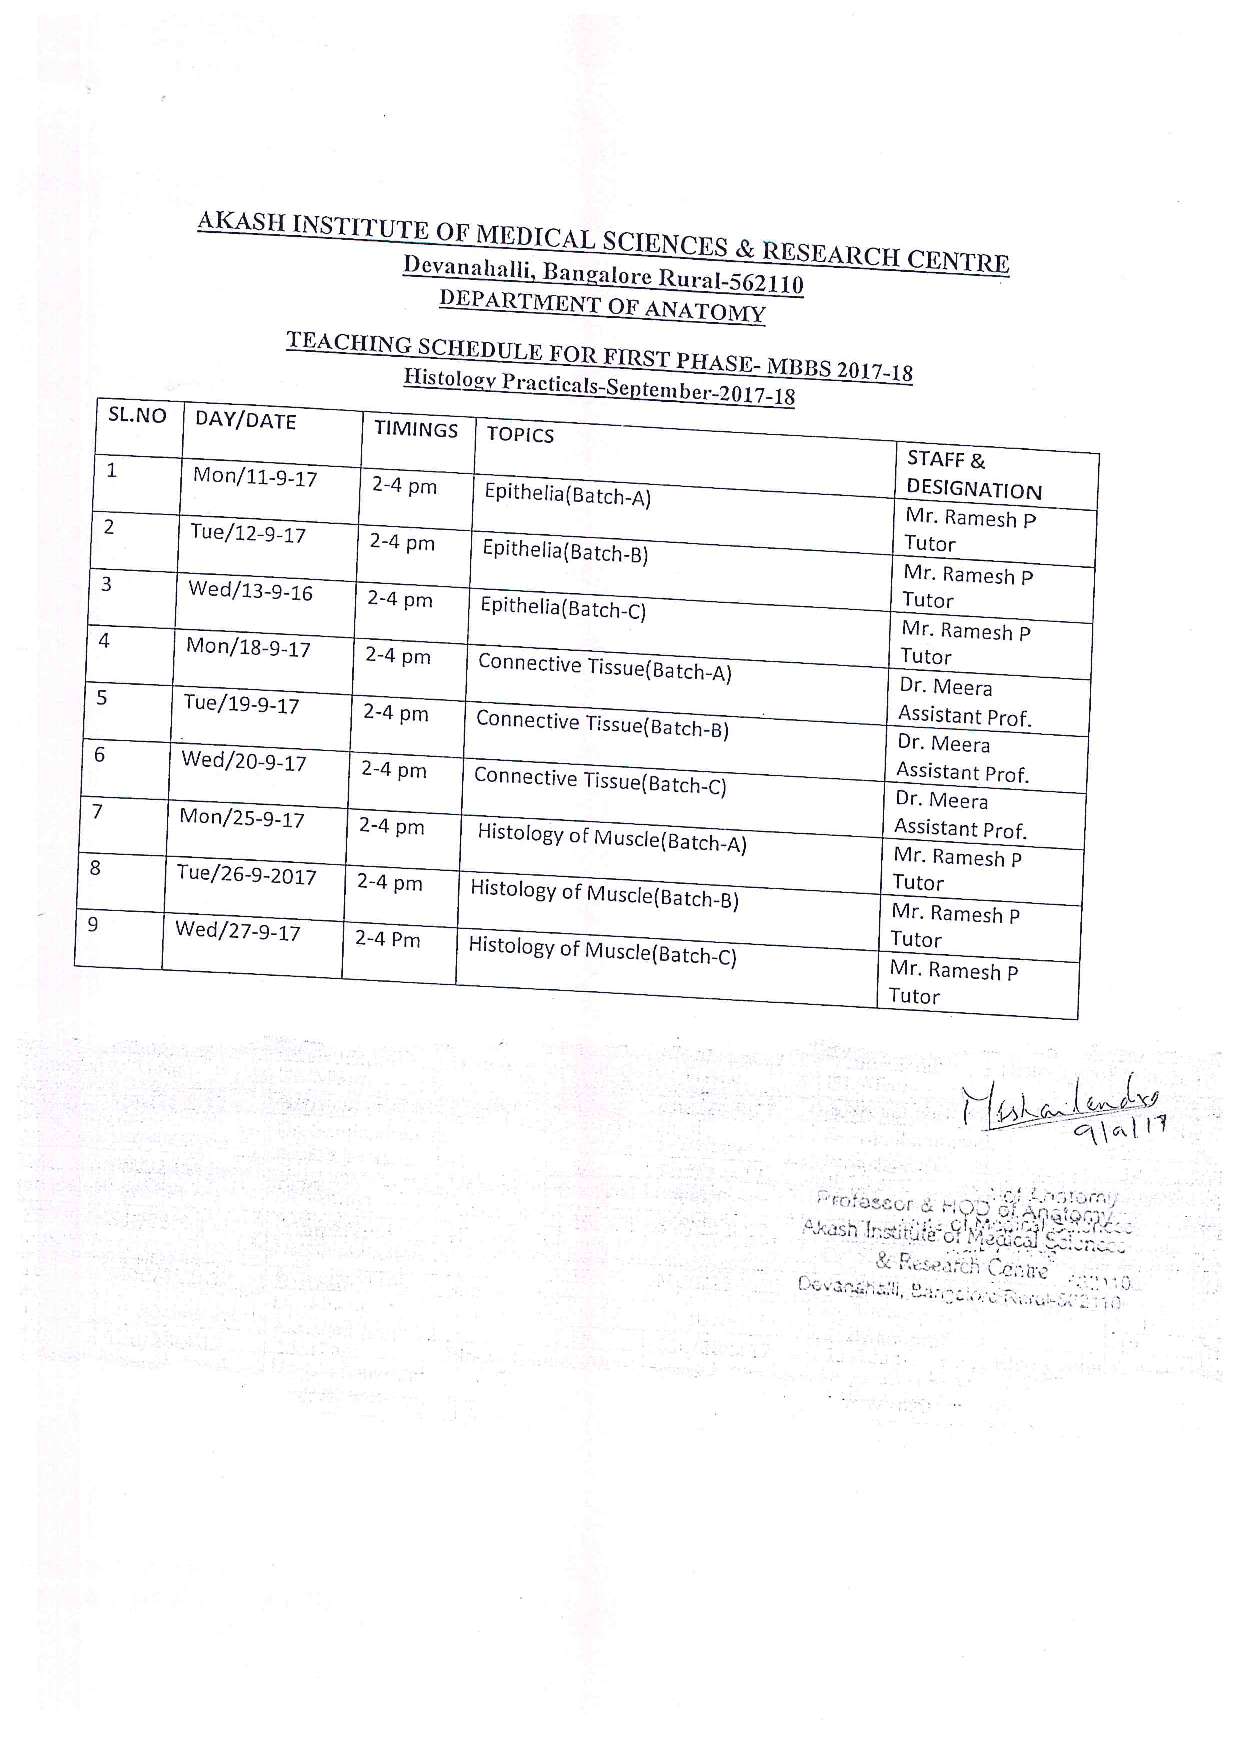 AKASH INSTITUTE OF MEDICAL SCIENCES & RESEARCH CENTRE
Devanahalli, Bangalore Rural-562110
DEPARTMENT OF ANATOMY
TEACHING SCHEDULE FOR FIRST PHASE- MBBS 2017-18
Histology Practicals-September-2017-18
SL.NO DAY/DATE TIMINGS TOPICS STAFF & DESIGNATION
1 Mon/11-9-17 2-4 pm Epithelia(Batch-A) Mr. Ramesh P Tutor
2 Tue/12-9-17 2-4 pm Epithelia(Batch-B) Mr. Ramesh P Tutor
3 Wed/13-9-16 2-4 pm Epithelia(Batch-C) Mr. Ramesh P Tutor
4 Mon/18-9-17 2-4 pm Connective Tissue(Batch-A) Dr. Meera Assistant Prof.
5 Tue/19-9-17 2-4 pm Connective Tissue(Batch-B) Dr. Meera Assistant Prof.
6 Wed/20-9-17 2-4 pm Connective Tissue(Batch-C) Dr. Meera Assistant Prof.
7 Mon/25-9-17 2-4 pm Histology of Muscle(Batch-A) Mr. Ramesh P Tutor
8 Tue/26-9-2017 2-4 pm Histology of Muscle(Batch-B) Mr. Ramesh P Tutor
9 Wed/27-9-17 2-4 Pm Histology of Muscle(Batch-C) Mr. Ramesh P Tutor
9/9/17
Professor & HOD of Anatomy
Akash Institute of Medical Sciences
& Research Centre
Devanahalli, Bangalore Rural-562110